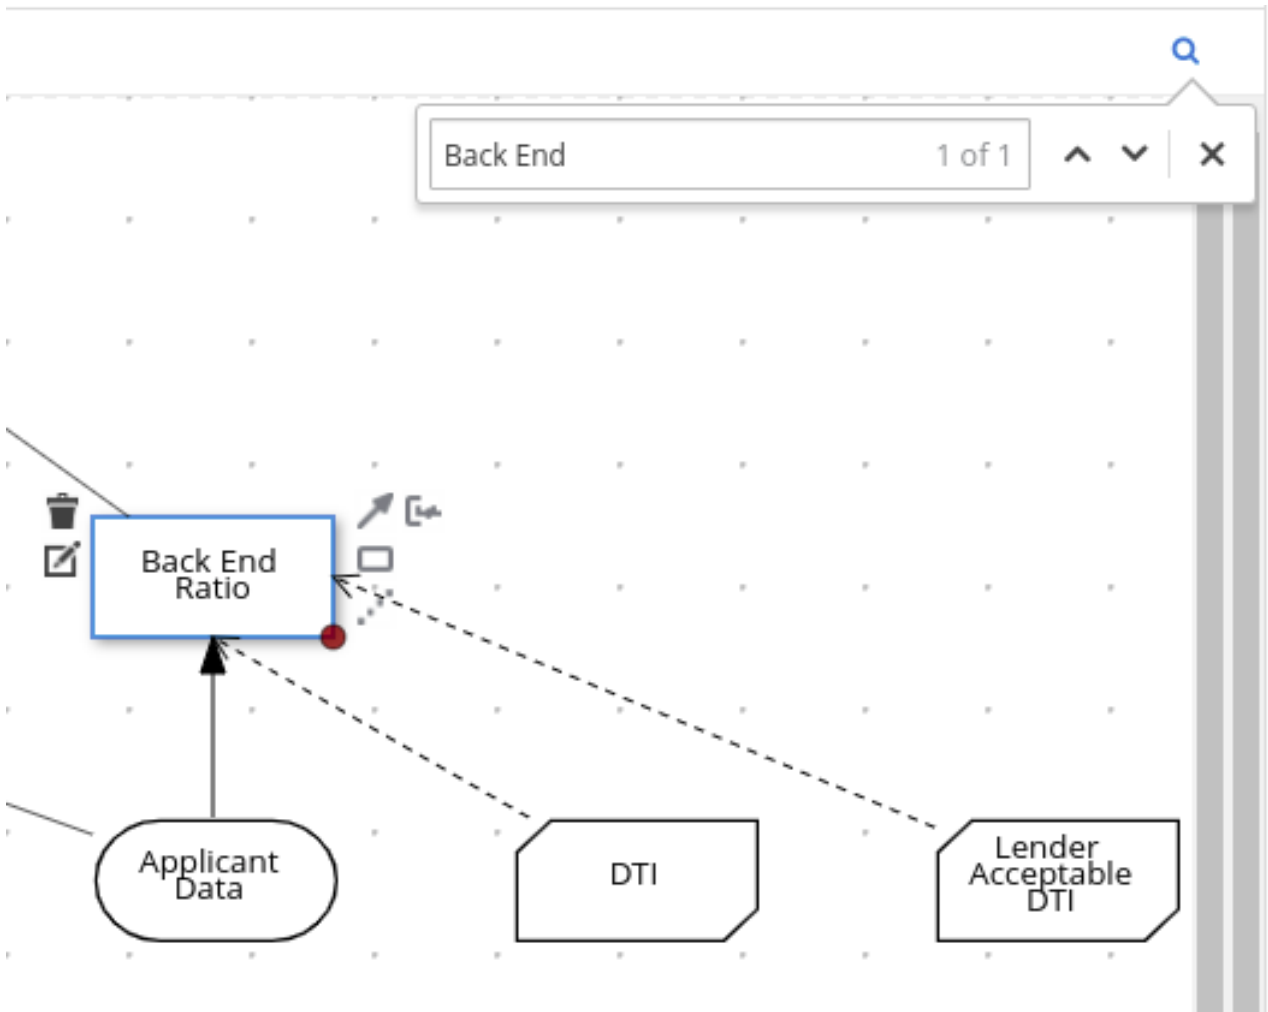 Back End
1 of 1
Back End
Ratio
Applicant
Data
DTI
Lender
Acceptable
DTI